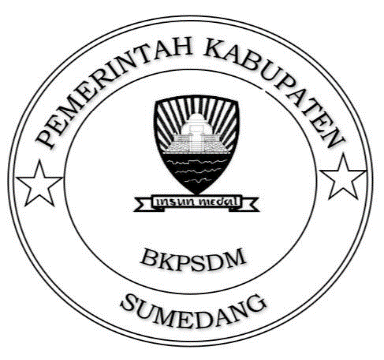 PEMERINTAH KABUPATEN
insun medal
BKPSDM
SUMEDANG